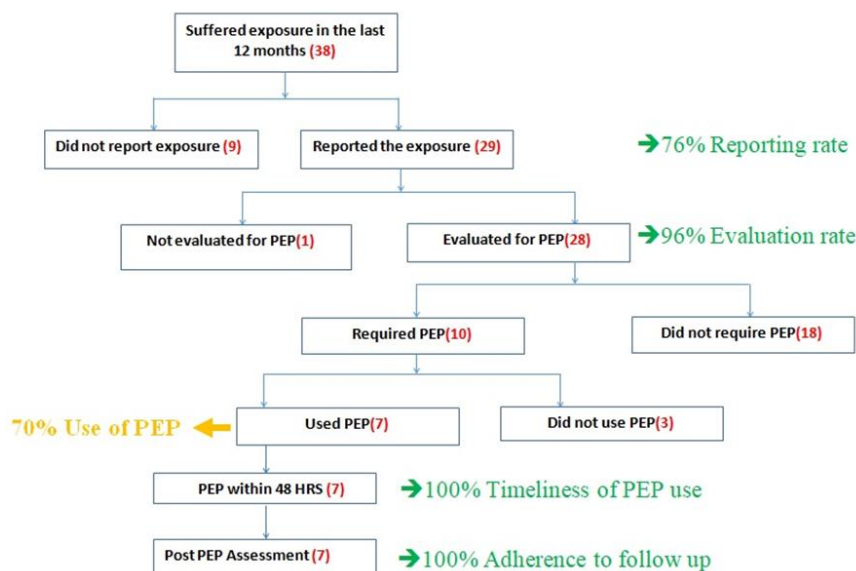 Suffered exposure in the last
12 months (38)
Did not report exposure (9)
Reported the exposure (29)
➔76% Reporting rate
Not evaluated for PEP(1)
Evaluated for PEP(28)
➔96% Evaluation rate
Required PEP(10)
Did not require PEP(18)
70% Use of PEP
Used PEP(7)
Did not use PEP(3)
PEP within 48 HRS (7)
➔100% Timeliness of PEP use
Post PEP Assessment (7)
➔100% Adherence to follow up